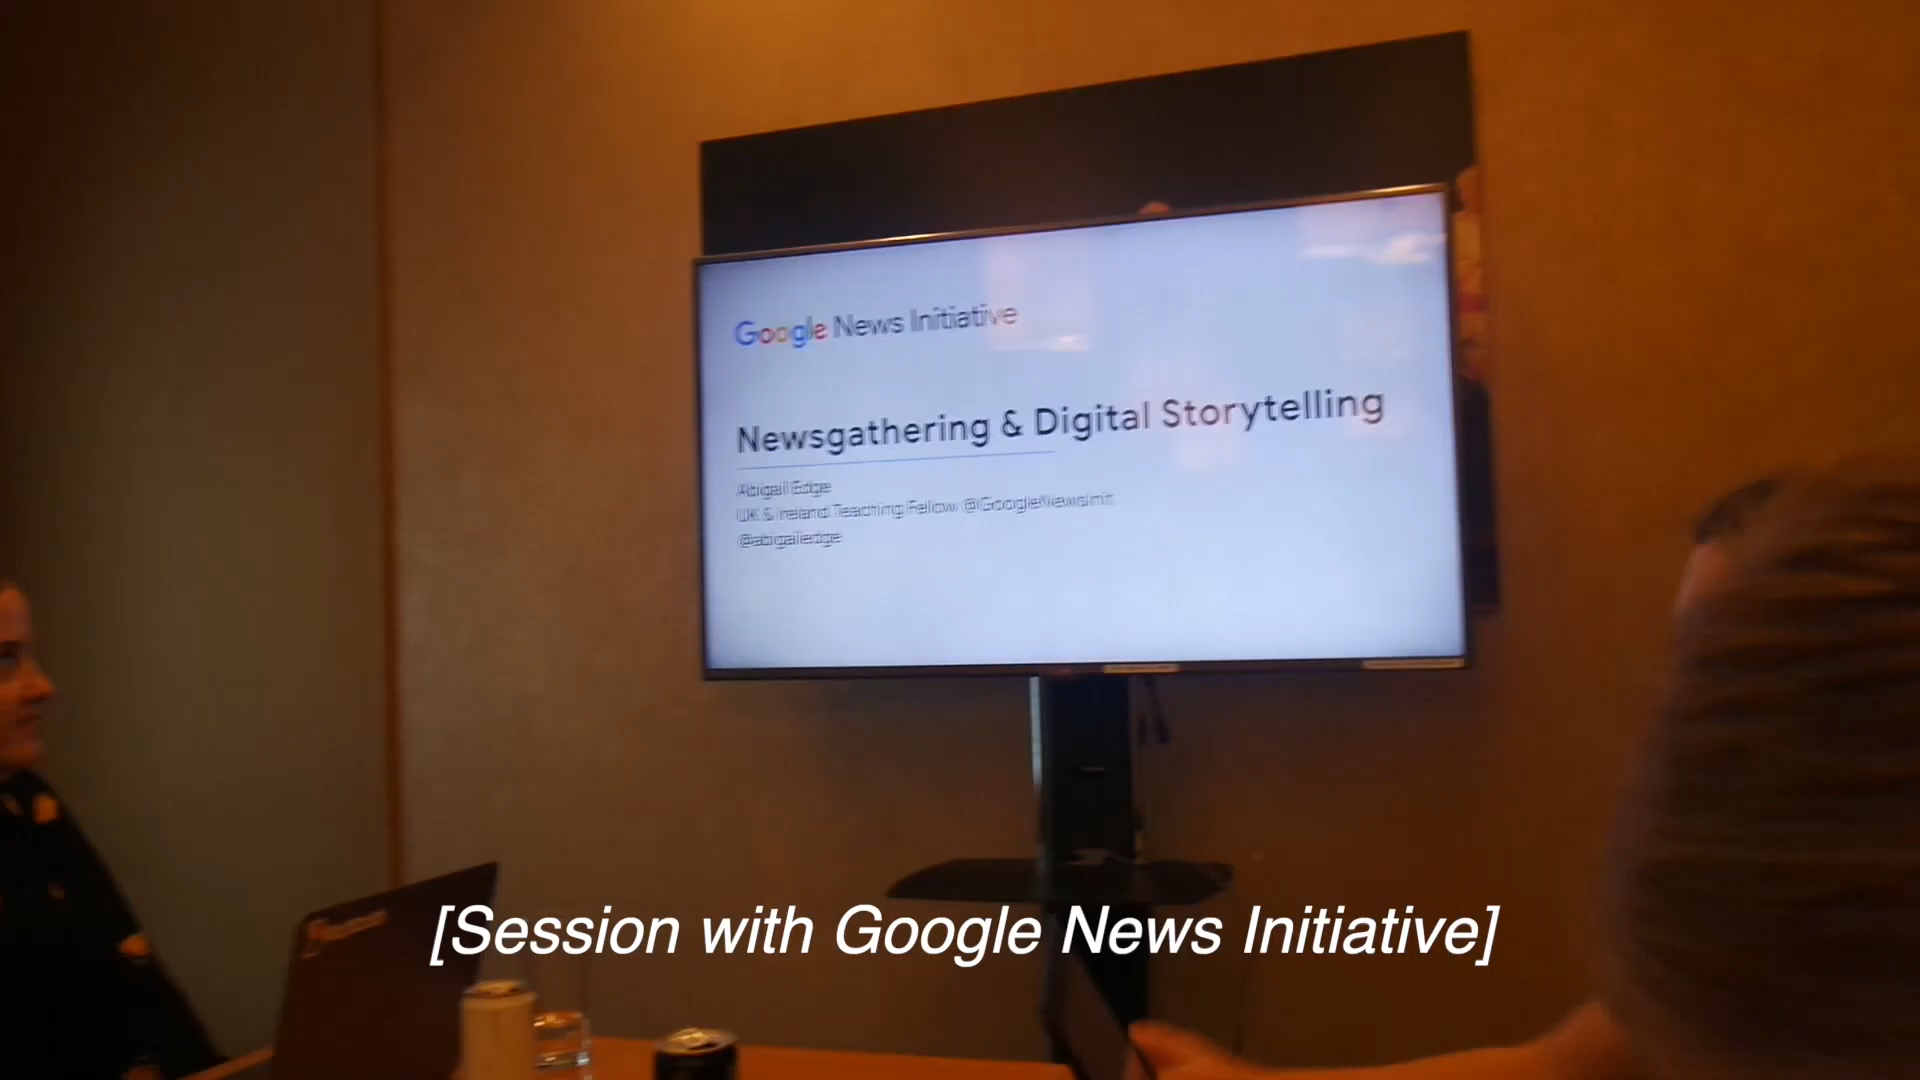 Google News Initiative
Newsgathering & Digital Storytelling
Abigail Edge
UK & Ireland Teaching Fellow @GoogleNewsInit
@abigailedge
[Session with Google News Initiative]